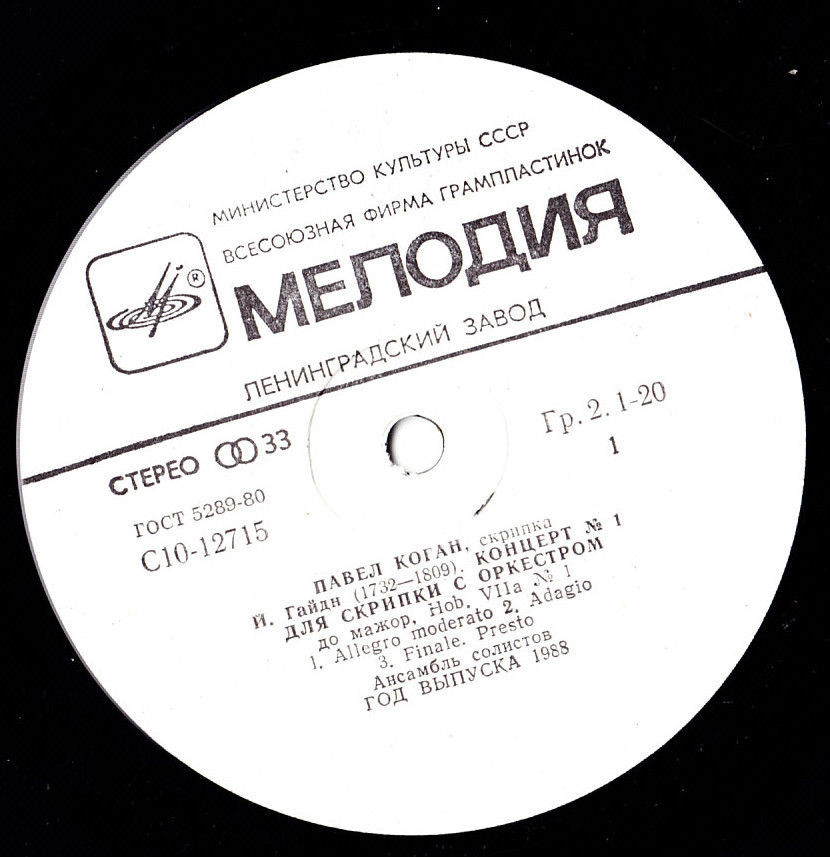 МИНИСТЕРСТВО КУЛЬТУРЫ СССР
ВСЕСОЮЗНАЯ ФИРМА ГРАМПЛАСТИНОК
®
МЕЛОДИЯ
ЛЕНИНГРАДСКИЙ ЗАВОД
СТЕРЕО 33
Гр. 2. 1-20
ГОСТ 5289-80
1
С10-12715
ПАВЕЛ КОГАН, скрипка
Й. Гайдн (1732—1809). КОНЦЕРТ № 1
ДЛЯ СКРИПКИ С ОРКЕСТРОМ
до мажор, Hob. VIIa № 1
1. Allegro moderato 2. Adagio
3. Finale. Presto
Ансамбль солистов
ГОД ВЫПУСКА 1988